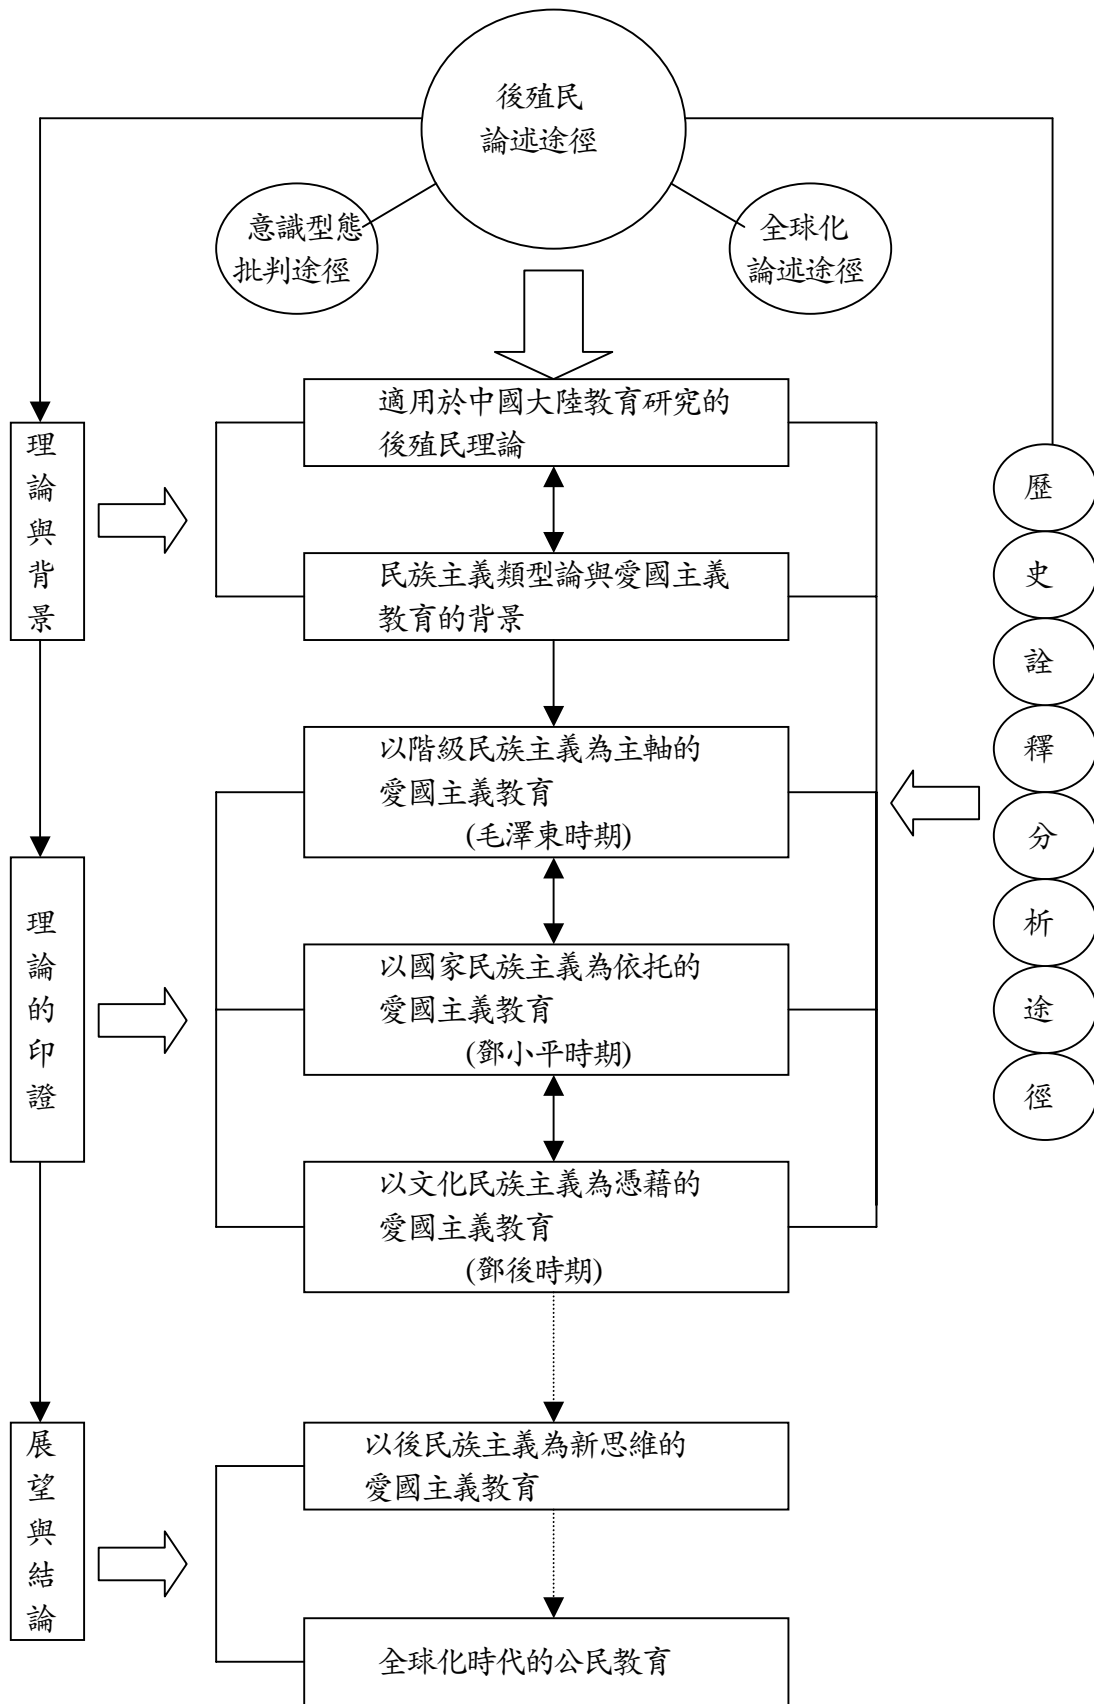 後殖民
論述途徑
意識型態
批判途徑
全球化
論述途徑
理論與背景
適用於中國大陸教育研究的
後殖民理論
民族主義類型論與愛國主義
教育的背景
歷史詮釋分析途徑
理論的印證
以階級民族主義為主軸的
愛國主義教育
(毛澤東時期)
以國家民族主義為依托的
愛國主義教育
(鄧小平時期)
以文化民族主義為憑藉的
愛國主義教育
(鄧後時期)
展望與結論
以後民族主義為新思維的
愛國主義教育
全球化時代的公民教育